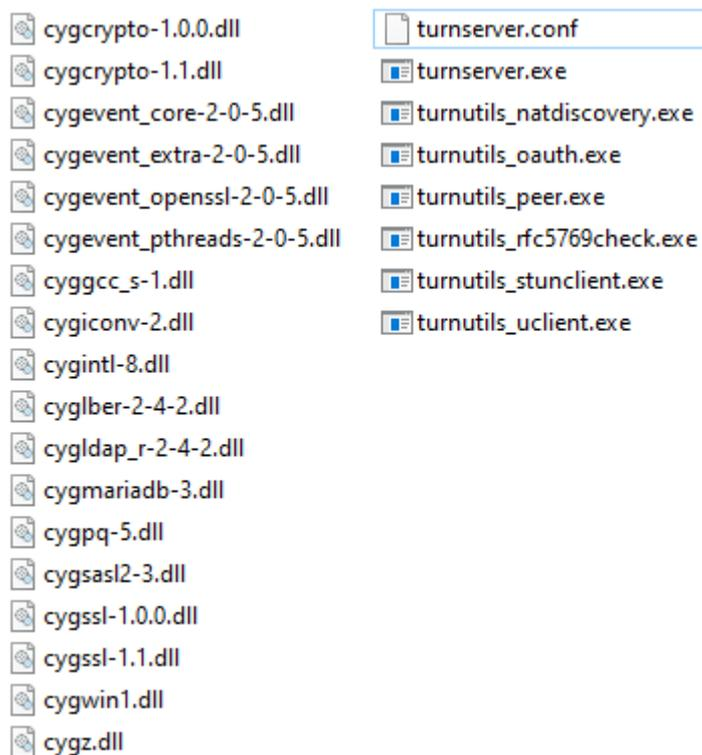 cygcrypto-1.0.0.dll
cygcrypto-1.1.dll
cygevent_core-2-0-5.dll
cygevent_extra-2-0-5.dll
cygevent_openssl-2-0-5.dll
cygevent_pthreads-2-0-5.dll
cyggcc_s-1.dll
cygiconv-2.dll
cygintl-8.dll
cyglber-2-4-2.dll
cygldap_r-2-4-2.dll
cygmariadb-3.dll
cygpq-5.dll
cygsasl2-3.dll
cygssl-1.0.0.dll
cygssl-1.1.dll
cygwin1.dll
cygz.dll
turnserver.conf
turnserver.exe
turnutils_natdiscovery.exe
turnutils_oauth.exe
turnutils_peer.exe
turnutils_rfc5769check.exe
turnutils_stunclient.exe
turnutils_uclient.exe